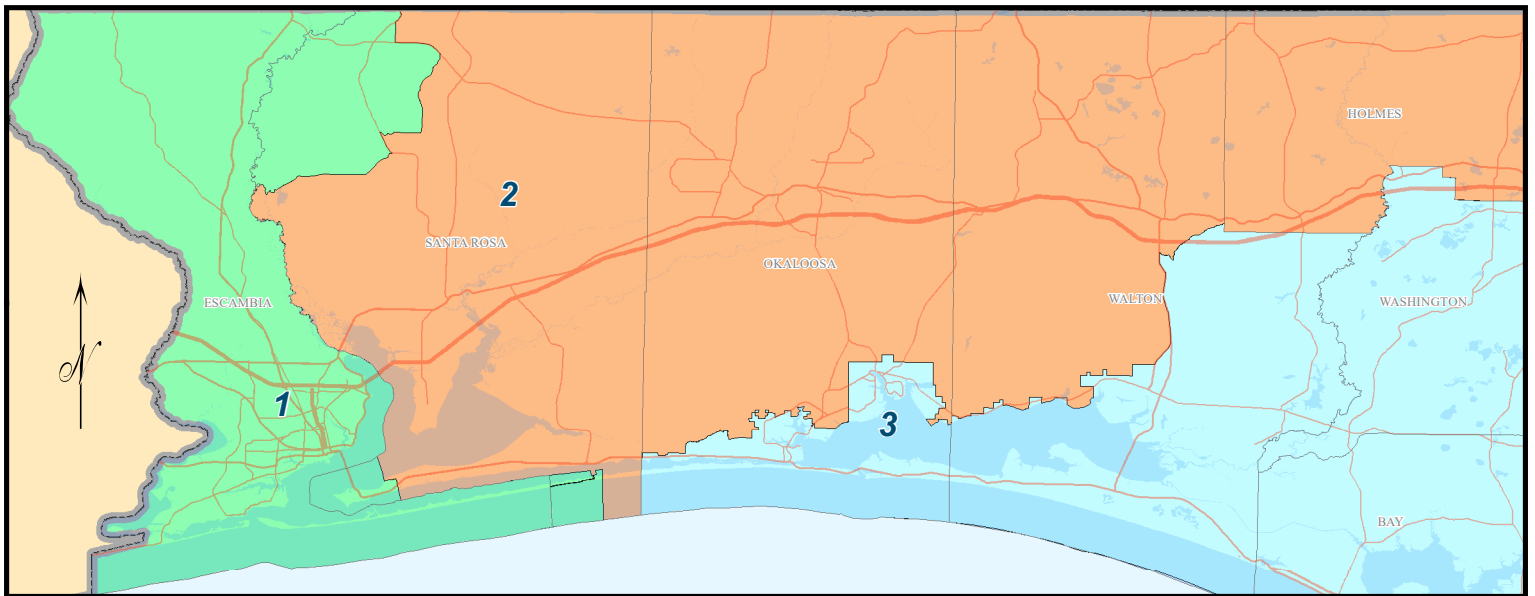 HOLMES
2
SANTA ROSA
OKALOOSA
ESCAMBIA
WALTON
WASHINGTON
N
1
3
BAY